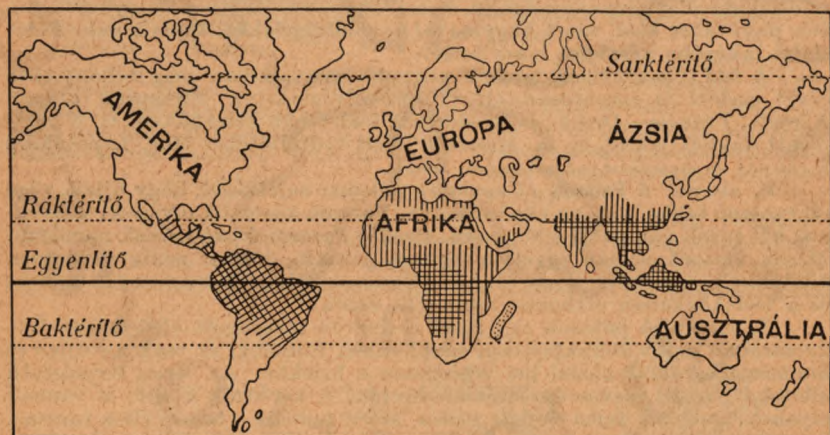 Sarktérítő
AMERIKA
EURÓPA
ÁZSIA
Ráktérítő
AFRIKA
Egyenlítő
Baktérítő
AUSZTRÁLIA